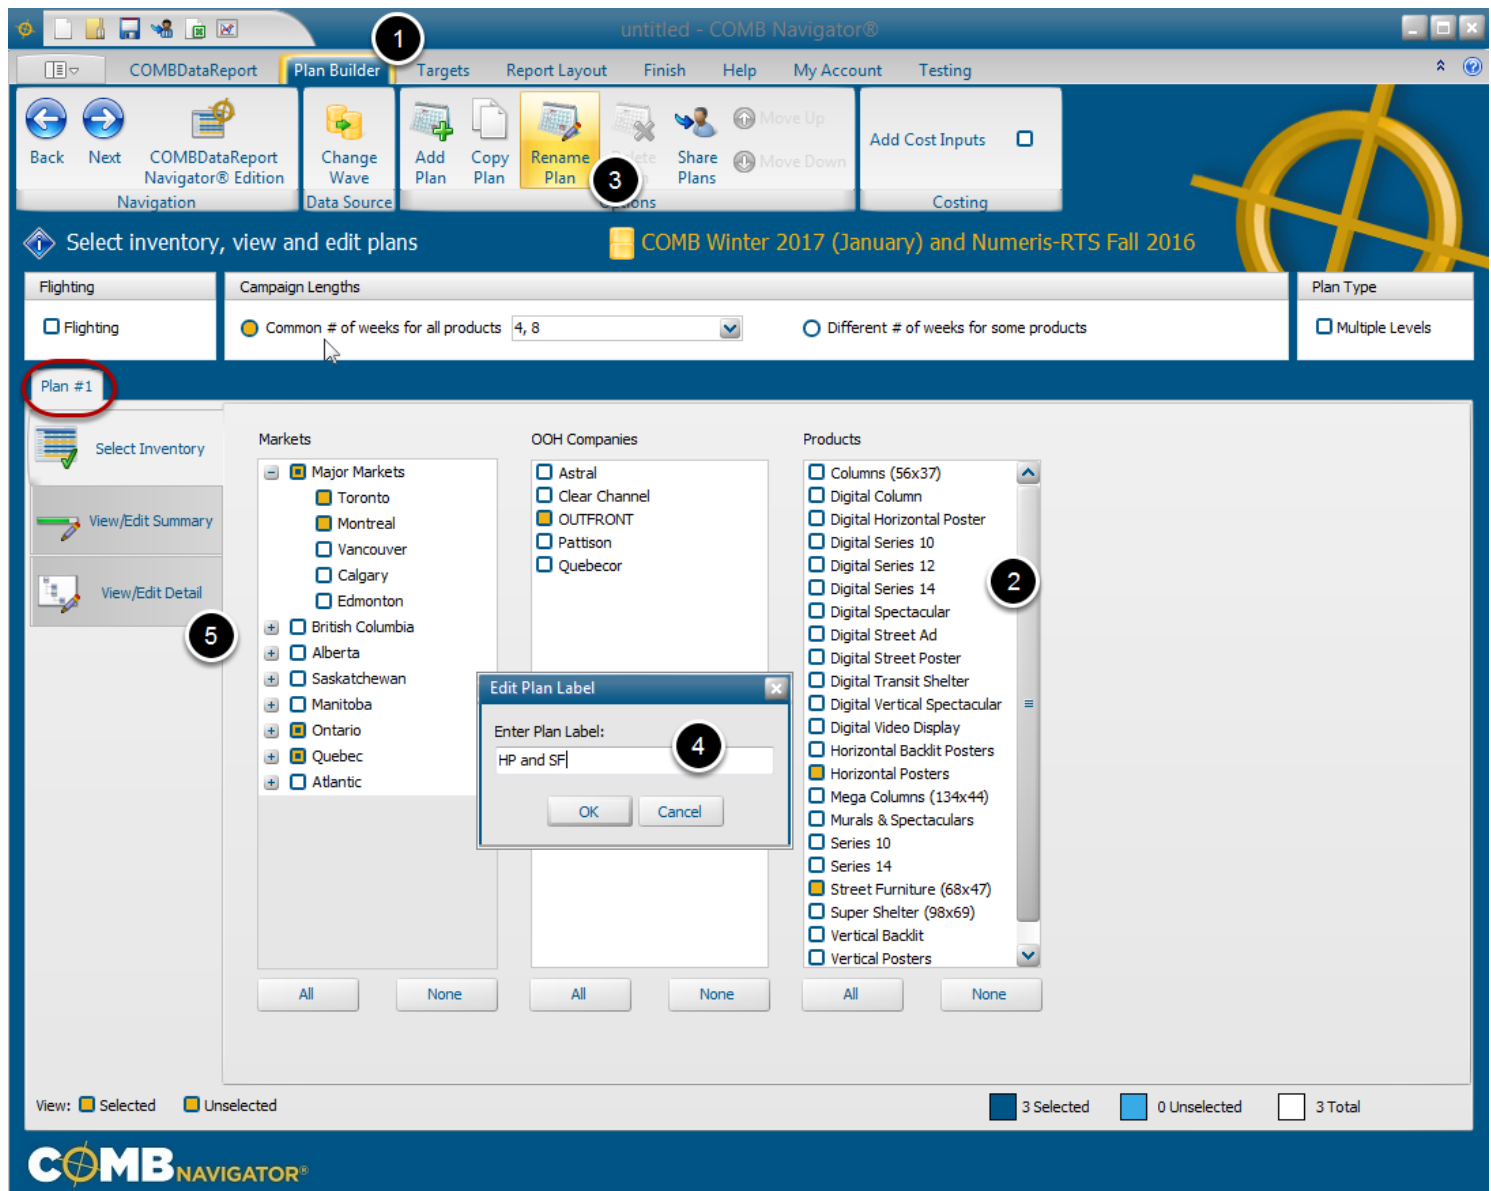 untitled - COMB Navigator®
1
COMBDataReport Plan Builder Targets Report Layout Finish Help My Account Testing
Back Next COMBDataReport Navigator® Edition
Navigation
Change Wave
Data Source
Add Plan Copy Plan Rename Plan Delete Share Plans Move Up Move Down
3
Options
Add Cost Inputs
Costing
Select inventory, view and edit plans
COMB Winter 2017 (January) and Numeris-RTS Fall 2016
Flighting
Flighting
Campaign Lengths
Common # of weeks for all products 4, 8 Different # of weeks for some products
Plan Type
Multiple Levels
Plan #1
Select Inventory
View/Edit Summary
View/Edit Detail
5
Markets
Major Markets
Toronto
Montreal
Vancouver
Calgary
Edmonton
British Columbia
Alberta
Saskatchewan
Manitoba
Ontario
Quebec
Atlantic
All None
OOH Companies
Astral
Clear Channel
OUTFRONT
Pattison
Quebecor
All None
Edit Plan Label
Enter Plan Label:
4
HP and SF
OK Cancel
Products
Columns (56x37)
Digital Column
Digital Horizontal Poster
Digital Series 10
Digital Series 12
2
Digital Series 14
Digital Spectacular
Digital Street Ad
Digital Street Poster
Digital Transit Shelter
Digital Vertical Spectacular
Digital Video Display
Horizontal Backlit Posters
Horizontal Posters
Mega Columns (134x44)
Murals & Spectaculars
Series 10
Series 14
Street Furniture (68x47)
Super Shelter (98x69)
Vertical Backlit
Vertical Posters
All None
View: Selected Unselected
3 Selected 0 Unselected 3 Total
COMB NAVIGATOR®